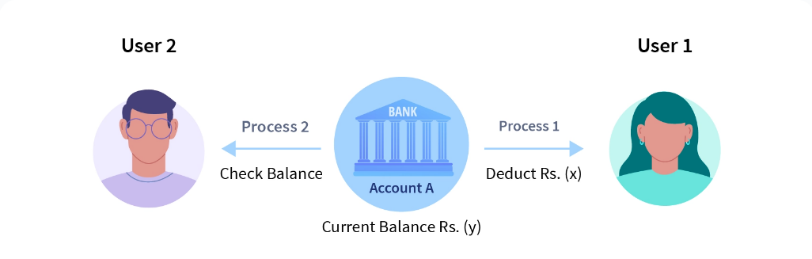 User 2
User 1
BANK
Process 2
Process 1
Check Balance
Deduct Rs. (x)
Account A
Current Balance Rs. (y)